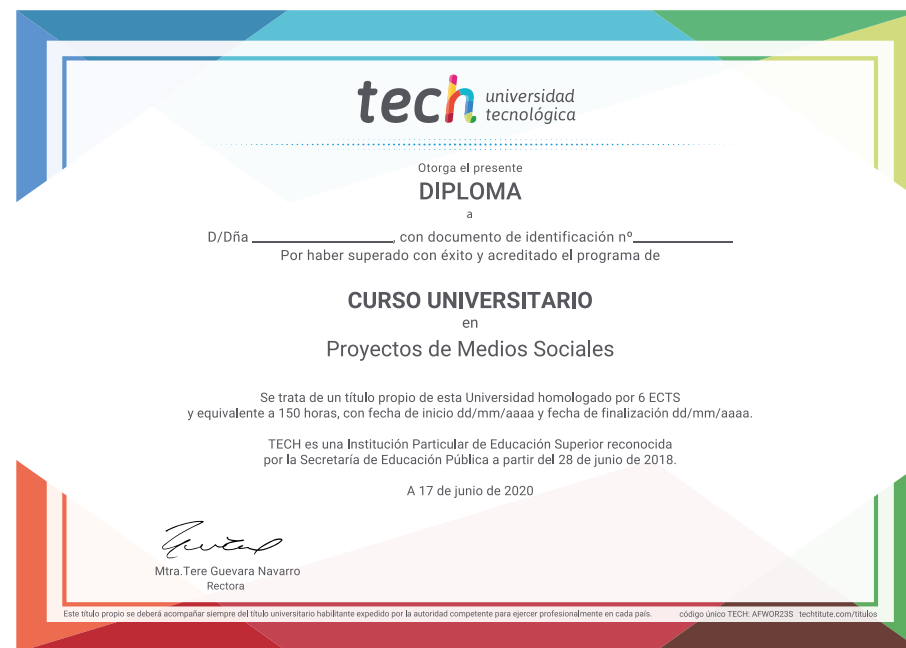 tech universidad
tecnológica
Otorga el presente
DIPLOMA
a
D/Dña ____________________, con documento de identificación nº______________
Por haber superado con éxito y acreditado el programa de
CURSO UNIVERSITARIO
en
Proyectos de Medios Sociales
Se trata de un título propio de esta Universidad homologado por 6 ECTS
y equivalente a 150 horas, con fecha de inicio dd/mm/aaaa y fecha de finalización dd/mm/aaaa.
TECH es una Institución Particular de Educación Superior reconocida
por la Secretaría de Educación Pública a partir del 28 de junio de 2018.
A 17 de junio de 2020
Mtra.Tere Guevara Navarro
Rectora
Este título propio se deberá acompañar siempre del título universitario habilitante expedido por la autoridad competente para ejercer profesionalmente en cada país. código único TECH: AFWOR23S techtitute.com/titulos